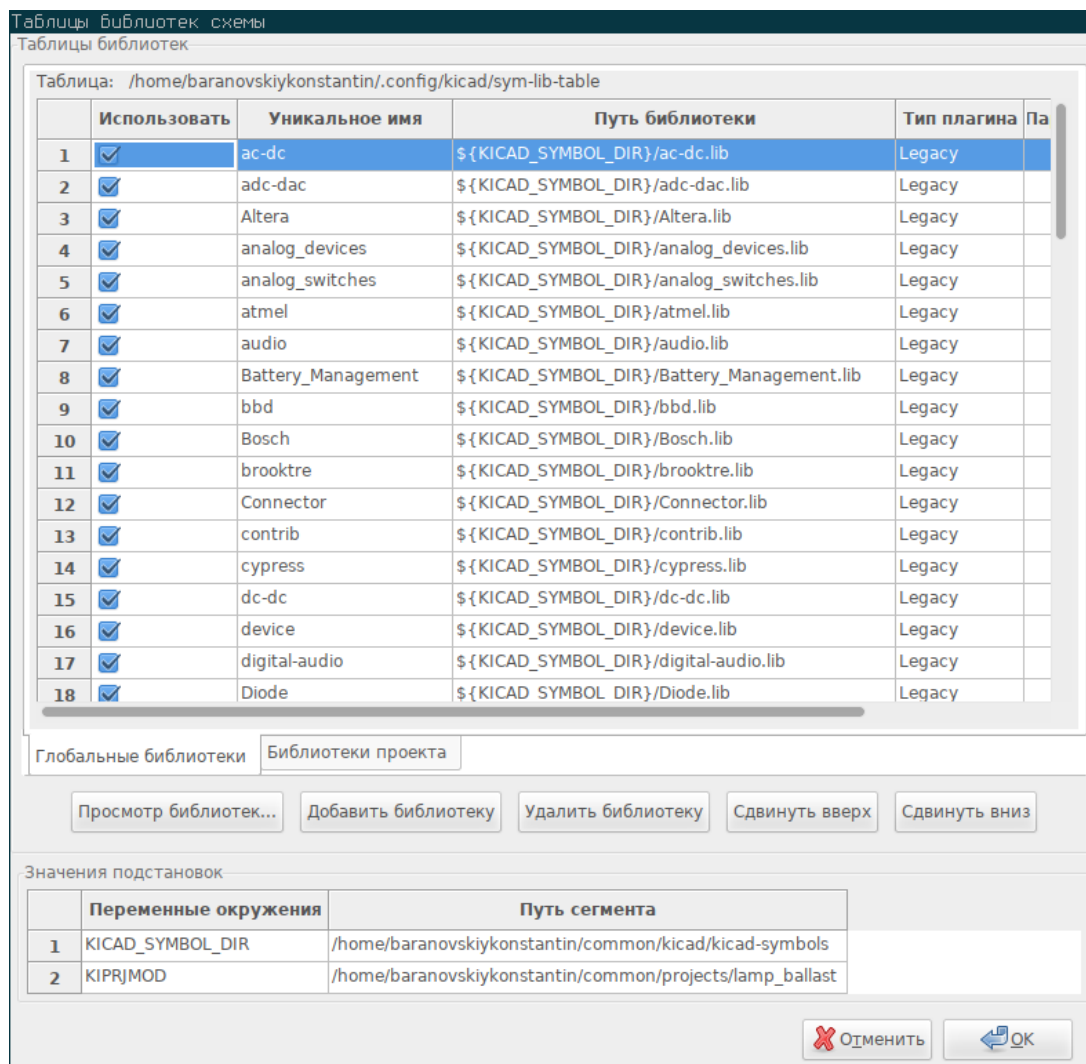 Таблицы библиотек схемы
Таблицы библиотек
Таблица: /home/baranovskiykonstantin/.config/kicad/sym-lib-table
Использовать Уникальное имя Путь библиотеки Тип плагина Па
1 ac-dc ${KICAD_SYMBOL_DIR}/ac-dc.lib Legacy
2 adc-dac ${KICAD_SYMBOL_DIR}/adc-dac.lib Legacy
3 Altera ${KICAD_SYMBOL_DIR}/Altera.lib Legacy
4 analog_devices ${KICAD_SYMBOL_DIR}/analog_devices.lib Legacy
5 analog_switches ${KICAD_SYMBOL_DIR}/analog_switches.lib Legacy
6 atmel ${KICAD_SYMBOL_DIR}/atmel.lib Legacy
7 audio ${KICAD_SYMBOL_DIR}/audio.lib Legacy
8 Battery_Management ${KICAD_SYMBOL_DIR}/Battery_Management.lib Legacy
9 bbd ${KICAD_SYMBOL_DIR}/bbd.lib Legacy
10 Bosch ${KICAD_SYMBOL_DIR}/Bosch.lib Legacy
11 brooktre ${KICAD_SYMBOL_DIR}/brooktre.lib Legacy
12 Connector ${KICAD_SYMBOL_DIR}/Connector.lib Legacy
13 contrib ${KICAD_SYMBOL_DIR}/contrib.lib Legacy
14 cypress ${KICAD_SYMBOL_DIR}/cypress.lib Legacy
15 dc-dc ${KICAD_SYMBOL_DIR}/dc-dc.lib Legacy
16 device ${KICAD_SYMBOL_DIR}/device.lib Legacy
17 digital-audio ${KICAD_SYMBOL_DIR}/digital-audio.lib Legacy
18 Diode ${KICAD_SYMBOL_DIR}/Diode.lib Legacy
Глобальные библиотеки Библиотеки проекта
Просмотр библиотек... Добавить библиотеку Удалить библиотеку Сдвинуть вверх Сдвинуть вниз
Значения подстановок
Переменные окружения Путь сегмента
1 KICAD_SYMBOL_DIR /home/baranovskiykonstantin/common/kicad/kicad-symbols
2 KIPRJMOD /home/baranovskiykonstantin/common/projects/lamp_ballast
Отменить ОК